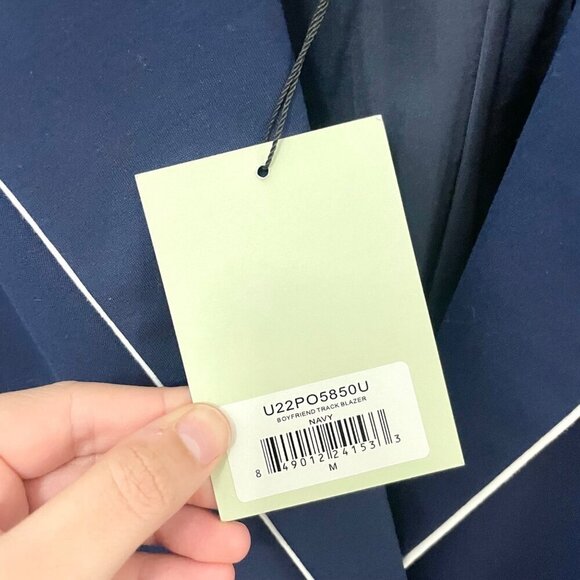 U22PO5850U
BOYFRIEND TRACK BLAZER
NAVY
8 49012 24153 3
M